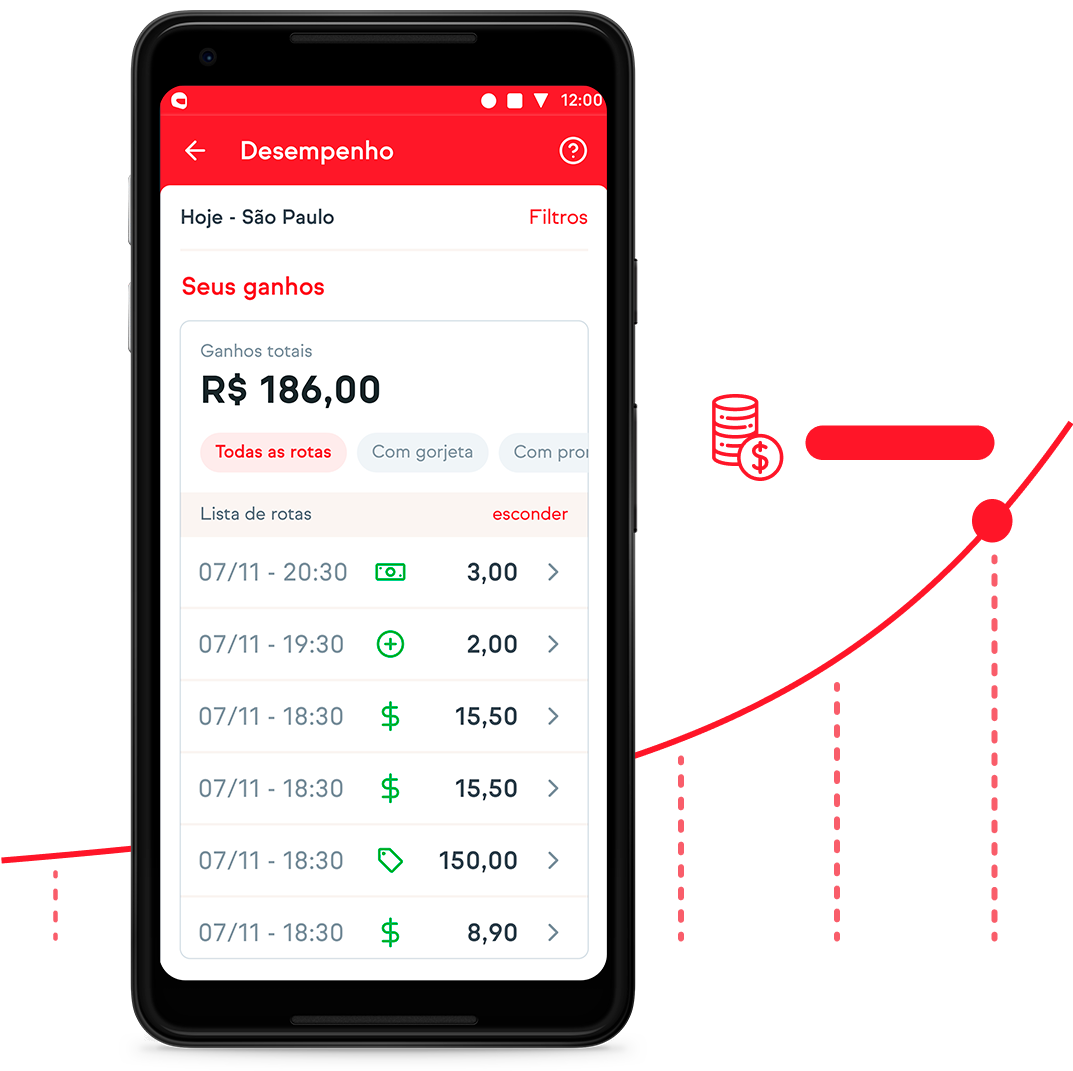 12:00
Desempenho
Hoje - São Paulo Filtros
Seus ganhos
Ganhos totais
R$ 186,00
Todas as rotas Com gorjeta Com
Lista de rotas esconder
07/11 - 20:30 3,00
07/11 - 19:30 2,00
07/11 - 18:30 $ 15,50
07/11 - 18:30 $ 15,50
07/11 - 18:30 150,00
07/11 - 18:30 $ 8,90
$